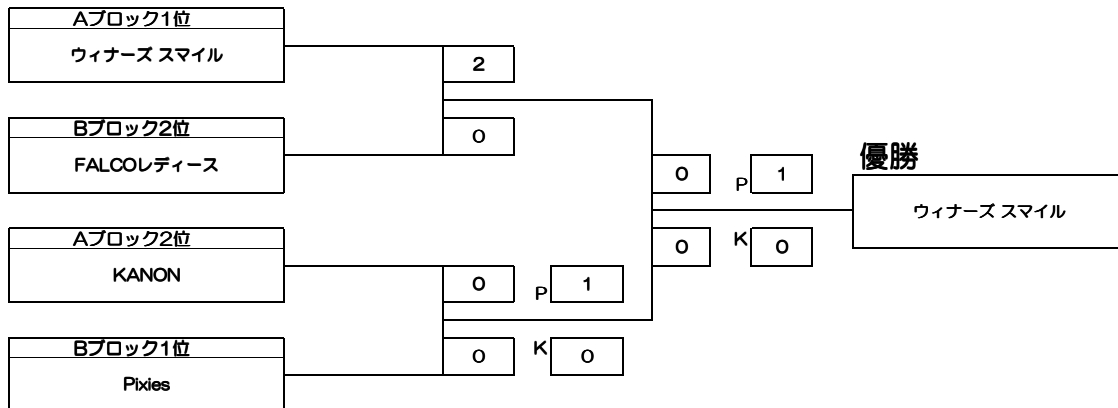 Aブロック1位
ウィナーズ スマイル
2
0
Bブロック2位
FALCOレディース
優勝
ウィナーズ スマイル
0 P 1
0 K 0
Aブロック2位
KANON
0 P 1
0 K 0
Bブロック1位
Pixies